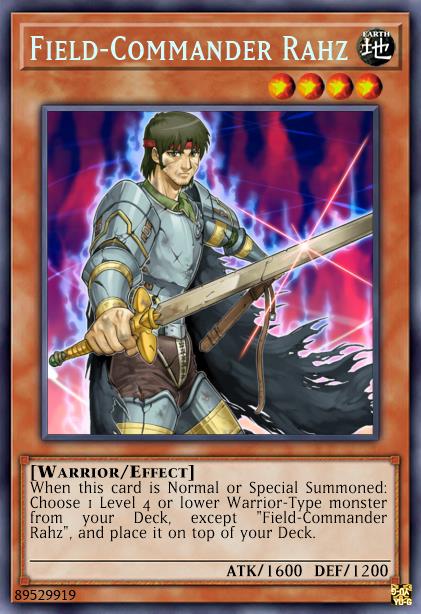 Field-Commander Rahz
EARTH
地
[Warrior/Effect]
When this card is Normal or Special Summoned:
Choose 1 Level 4 or lower Warrior-Type monster
from your Deck, except "Field-Commander
Rahz", and place it on top of your Deck.
ATK/1600 DEF/1200
89529919